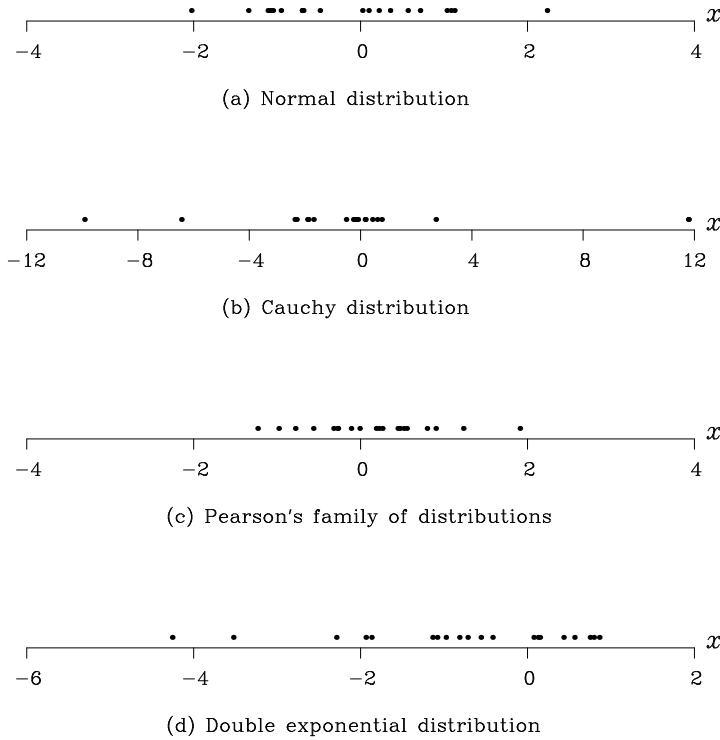 x
−4 −2 0 2 4
(a) Normal distribution
x
−12 −8 −4 0 4 8 12
(b) Cauchy distribution
x
−4 −2 0 2 4
(c) Pearson's family of distributions
x
−6 −4 −2 0 2
(d) Double exponential distribution